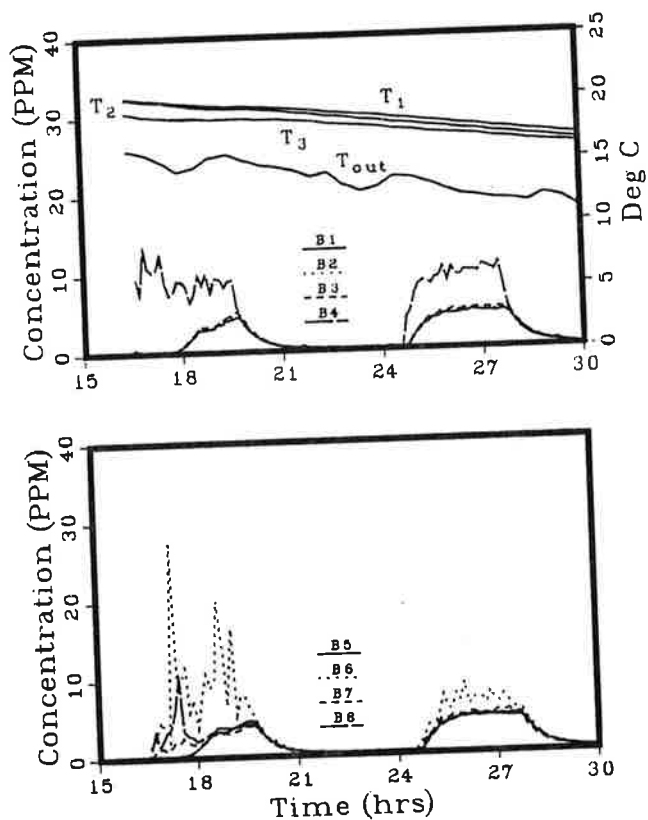 Concentration (PPM)
40
30
20
10
0
25
20
15
10
5
0
Deg C
T1
T2
T3
Tout
B1
B2
B3
B4
15 18 21 24 27 30
Concentration (PPM)
40
30
20
10
0
B5
B6
B7
B8
15 18 21 24 27 30
Time (hrs)